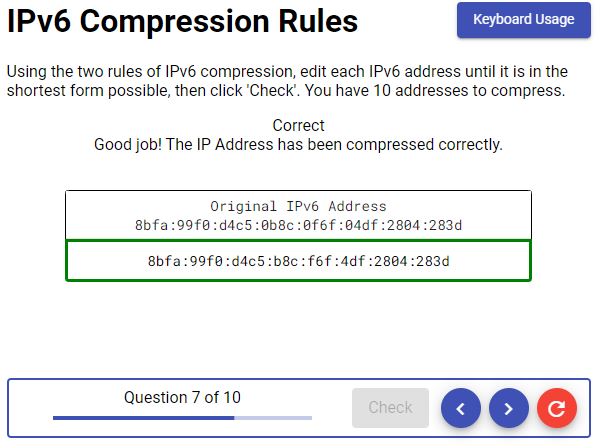 IPv6 Compression Rules
Keyboard Usage
Using the two rules of IPv6 compression, edit each IPv6 address until it is in the
shortest form possible, then click 'Check'. You have 10 addresses to compress.
Correct
Good job! The IP Address has been compressed correctly.
Original IPv6 Address
8bfa:99f0:d4c5:0b8c:0f6f:04df:2804:283d
8bfa:99f0:d4c5:b8c:f6f:4df:2804:283d
Question 7 of 10
Check